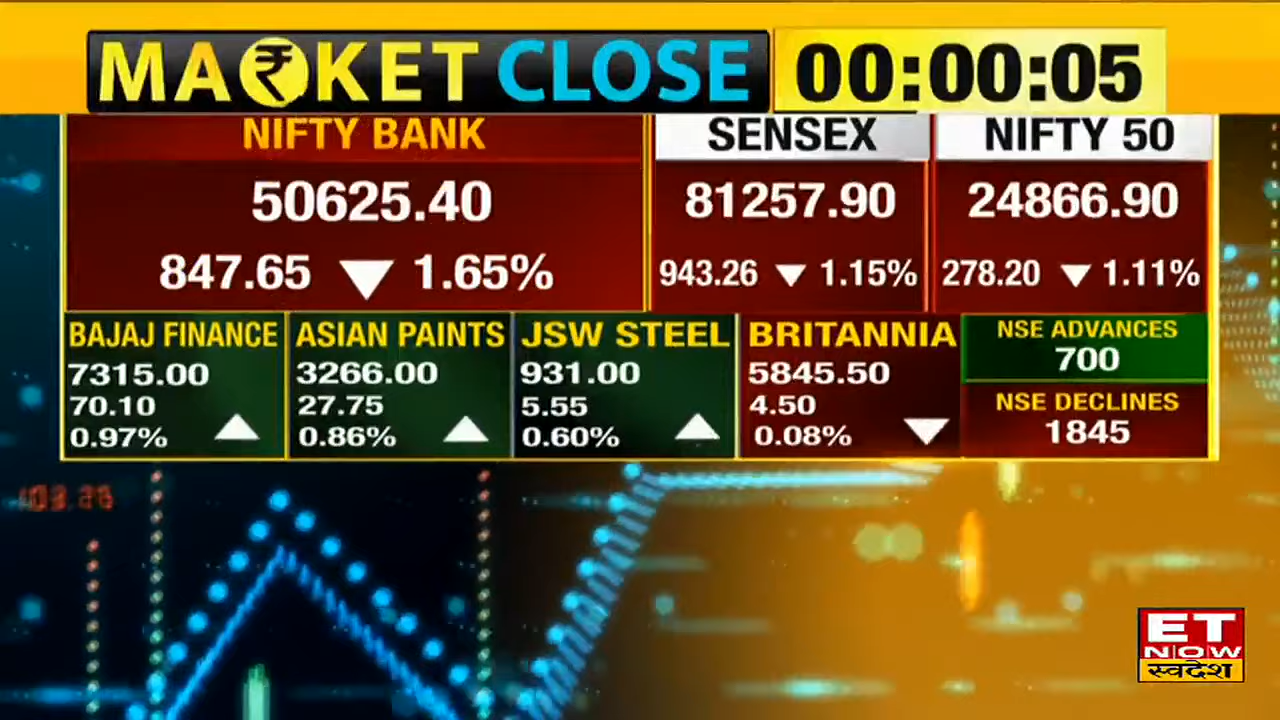 MA₹KET CLOSE 00:00:05
NIFTY BANK
50625.40
847.65 ▼ 1.65%
SENSEX
81257.90
943.26 ▼ 1.15%
NIFTY 50
24866.90
278.20 ▼ 1.11%
BAJAJ FINANCE
7315.00
70.10
0.97% ▲
ASIAN PAINTS
3266.00
27.75
0.86% ▲
JSW STEEL
931.00
5.55
0.60% ▲
BRITANNIA
5845.50
4.50
0.08% ▼
NSE ADVANCES
700
NSE DECLINES
1845
ET
NOW
स्वदेश